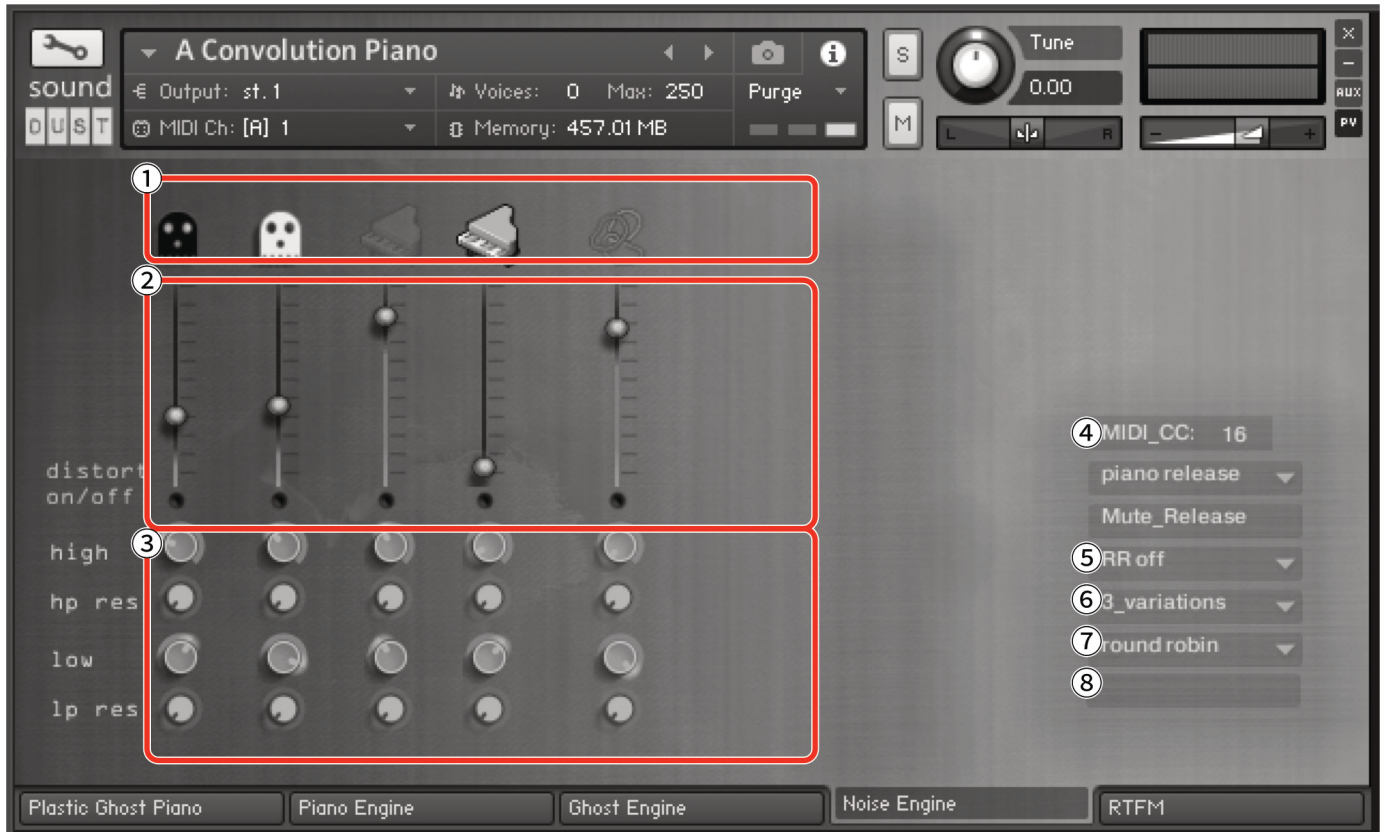 A Convolution Piano
S
Tune
×
−
sound
Output: st. 1
Voices: 0 Max: 250
Purge
0.00
AUX
DUST
MIDI Ch: [A] 1
Memory: 457.01 MB
M
L
R
−
+
PV
1
2
distort
on/off
3
high
hp res
low
lp res
4 MIDI_CC: 16
piano release
Mute_Release
5 RR off
6 3_variations
7 round robin
8
Plastic Ghost Piano
Piano Engine
Ghost Engine
Noise Engine
RTFM